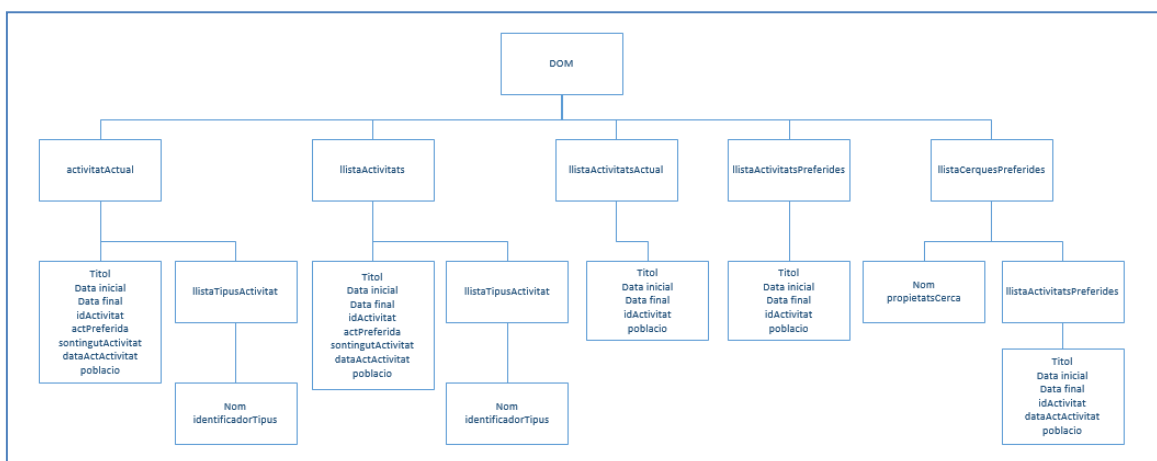 DOM
activitatActual
llistaActivitats
llistaActivitatsActual
llistaActivitatsPreferides
llistaCerquesPreferides
Titol
Data inicial
Data final
idActivitat
actPreferida
sontingutActivitat
dataActActivitat
poblacio
llistaTipusActivitat
Titol
Data inicial
Data final
idActivitat
actPreferida
sontingutActivitat
dataActActivitat
poblacio
llistaTipusActivitat
Titol
Data inicial
Data final
idActivitat
poblacio
Titol
Data inicial
Data final
idActivitat
poblacio
Nom
propietatsCerca
llistaActivitatsPreferides
Nom
identificadorTipus
Nom
identificadorTipus
Titol
Data inicial
Data final
idActivitat
dataActActivitat
poblacio